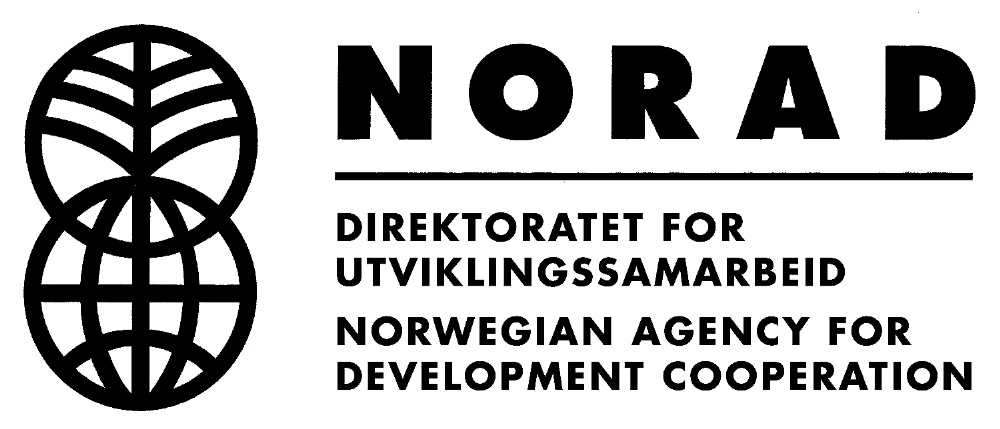 NORAD
DIREKTORATET FOR
UTVIKLINGSSAMARBEID
NORWEGIAN AGENCY FOR
DEVELOPMENT COOPERATION